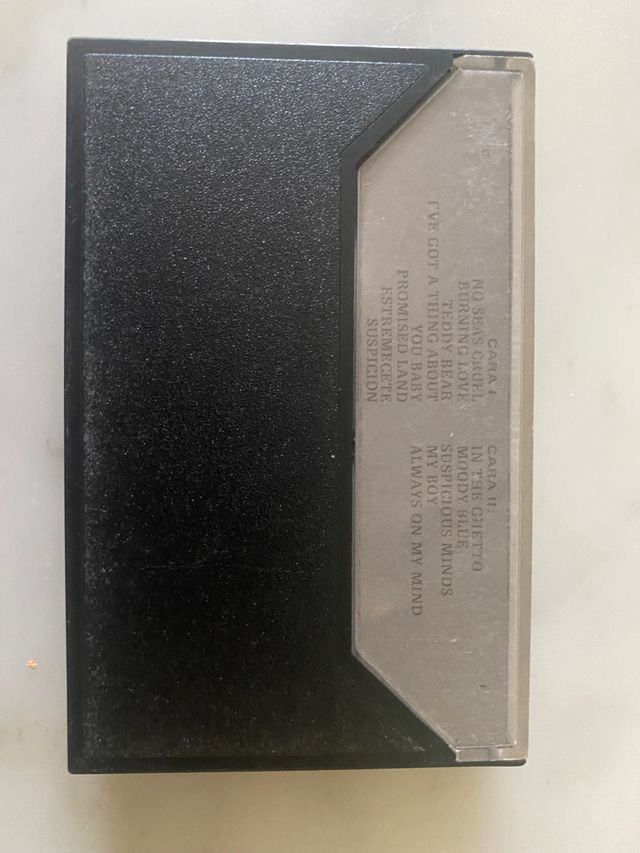 CARA I:
NO SEAS CRUEL
BURNING LOVE
TEDDY BEAR
I'VE GOT A THING ABOUT
YOU BABY
PROMISED LAND
ESTREMECETE
SUSPICION
CARA II:
IN THE GHETTO
MOODY BLUE
SUSPICIOUS MINDS
MY BOY
ALWAYS ON MY MIND